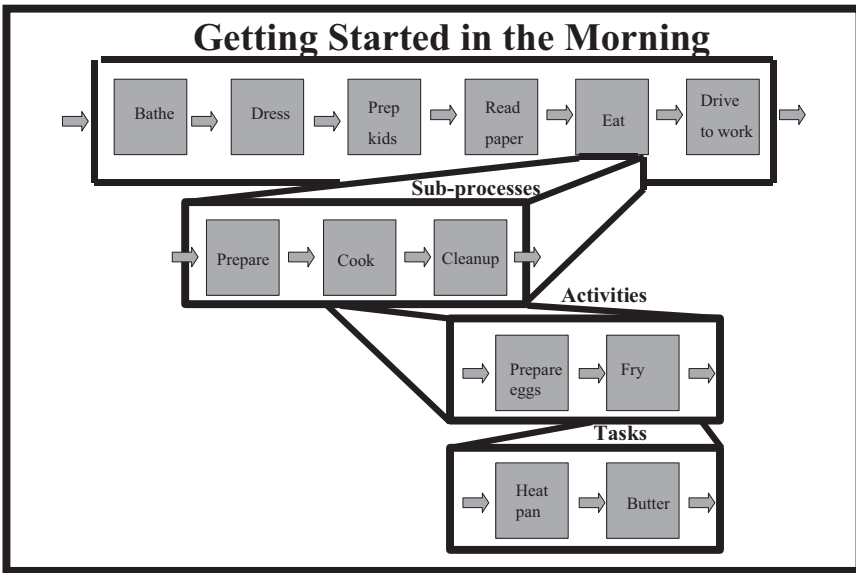 Getting Started in the Morning
Bathe
Dress
Prep
kids
Read
paper
Eat
Drive
to work
Sub-processes
Prepare
Cook
Cleanup
Activities
Prepare
eggs
Fry
Tasks
Heat
pan
Butter